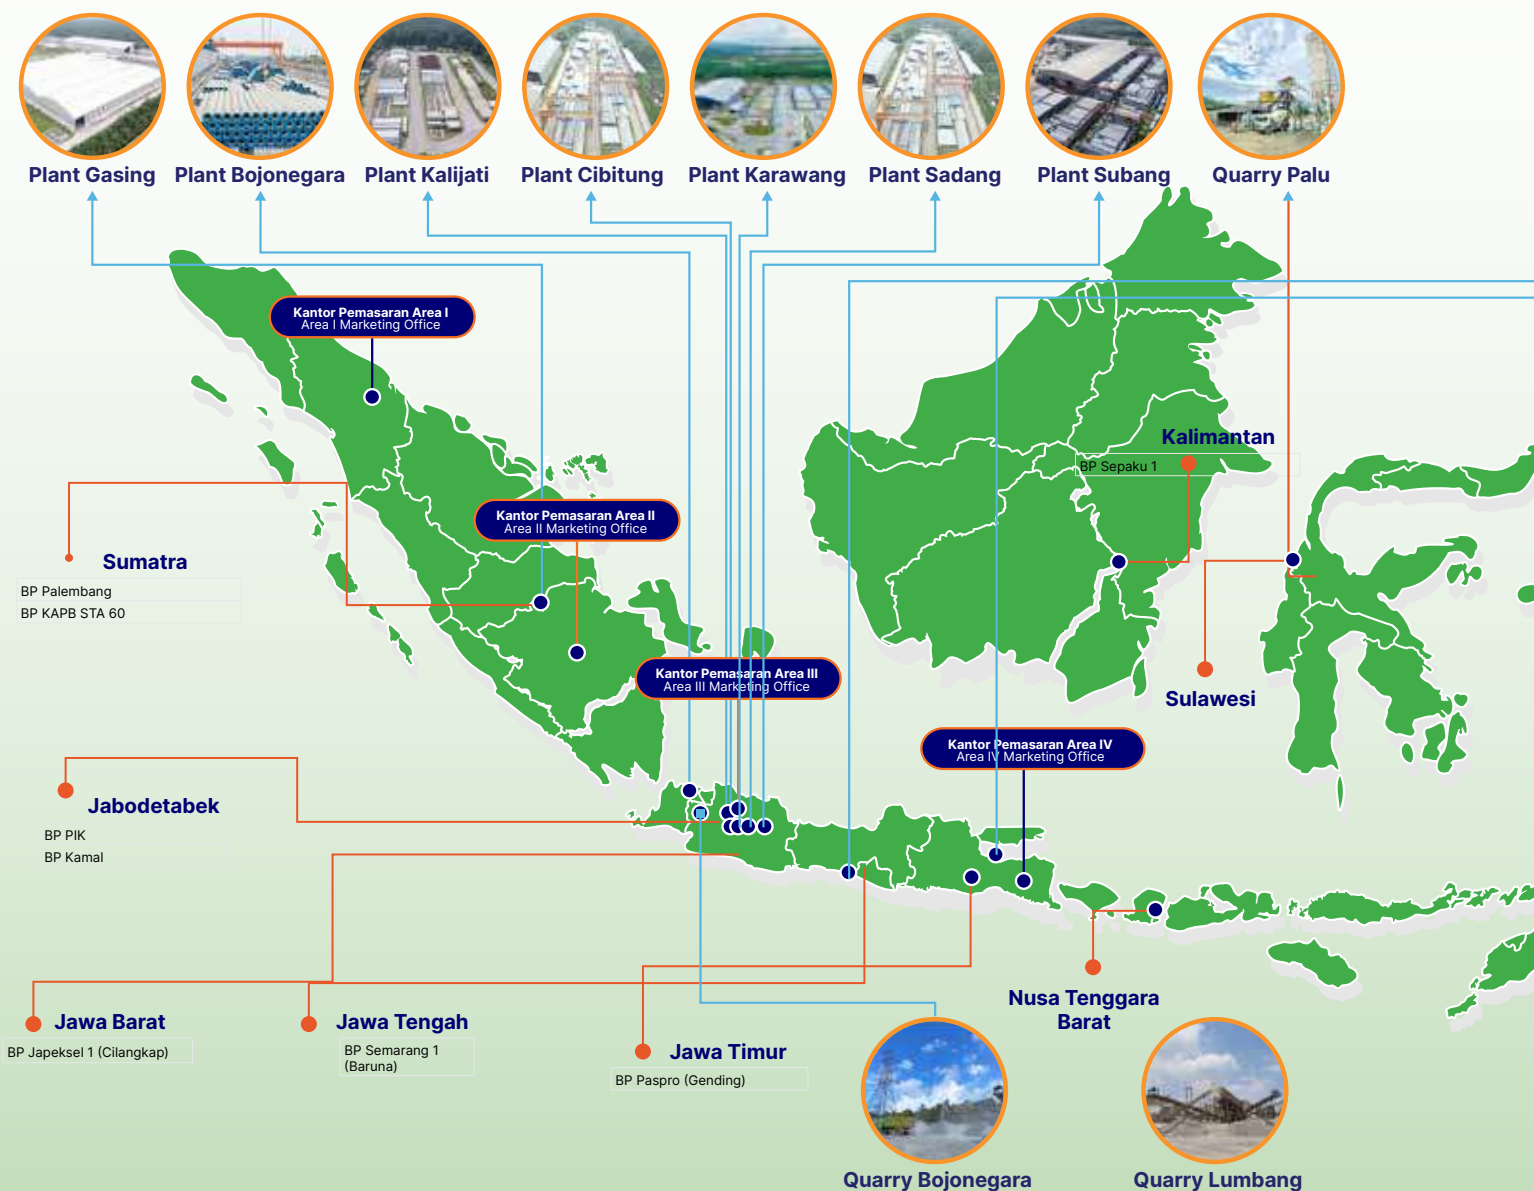 Plant Gasing
Plant Bojonegara
Plant Kalijati
Plant Cibitung
Plant Karawang
Plant Sadang
Plant Subang
Quarry Palu
Kantor Pemasaran Area I
Area I Marketing Office
Kalimantan
BP Sepaku 1
Kantor Pemasaran Area II
Area II Marketing Office
Sumatra
BP Palembang
BP KAPB STA 60
Kantor Pemasaran Area III
Area III Marketing Office
Sulawesi
Kantor Pemasaran Area IV
Area IV Marketing Office
Jabodetabek
BP PIK
BP Kamal
Nusa Tenggara
Barat
Jawa Barat
BP Japeksel 1 (Cilangkap)
Jawa Tengah
BP Semarang 1
(Baruna)
Jawa Timur
BP Paspro (Gending)
Quarry Bojonegara
Quarry Lumbang